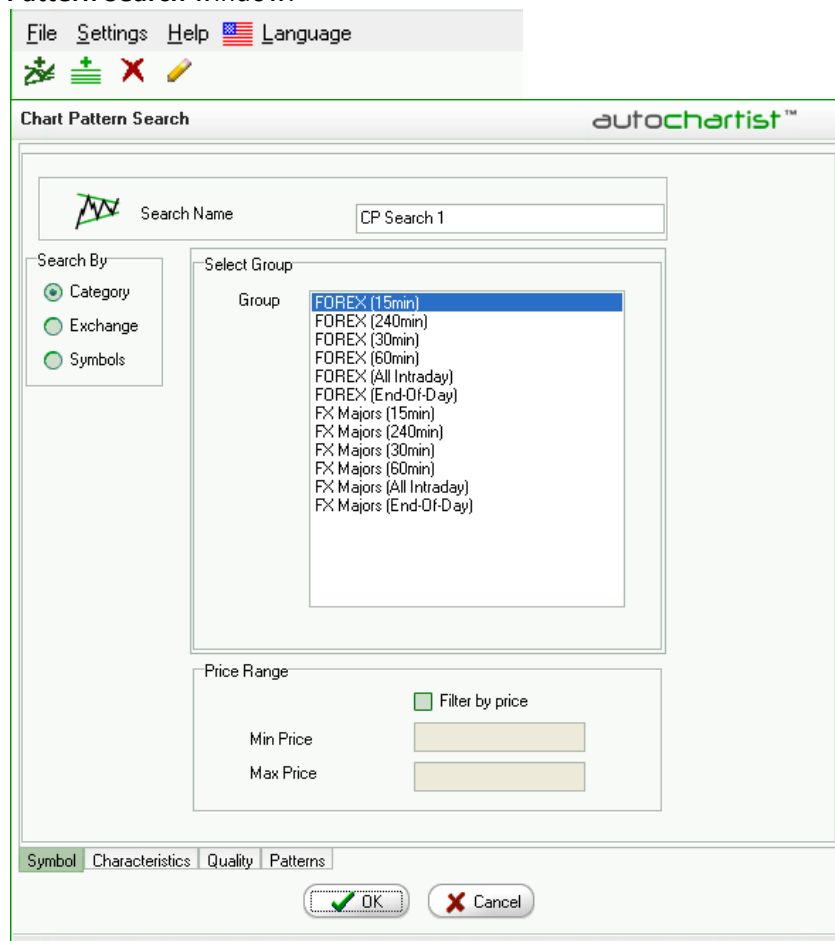 Pattern Search window
File Settings Help Language
Chart Pattern Search
autochartist™
Search Name
CP Search 1
Search By
Category
Exchange
Symbols
Select Group
Group
FOREX (15min)
FOREX (240min)
FOREX (30min)
FOREX (60min)
FOREX (All Intraday)
FOREX (End-Of-Day)
FX Majors (15min)
FX Majors (240min)
FX Majors (30min)
FX Majors (60min)
FX Majors (All Intraday)
FX Majors (End-Of-Day)
Price Range
Filter by price
Min Price
Max Price
Symbol Characteristics Quality Patterns
OK Cancel